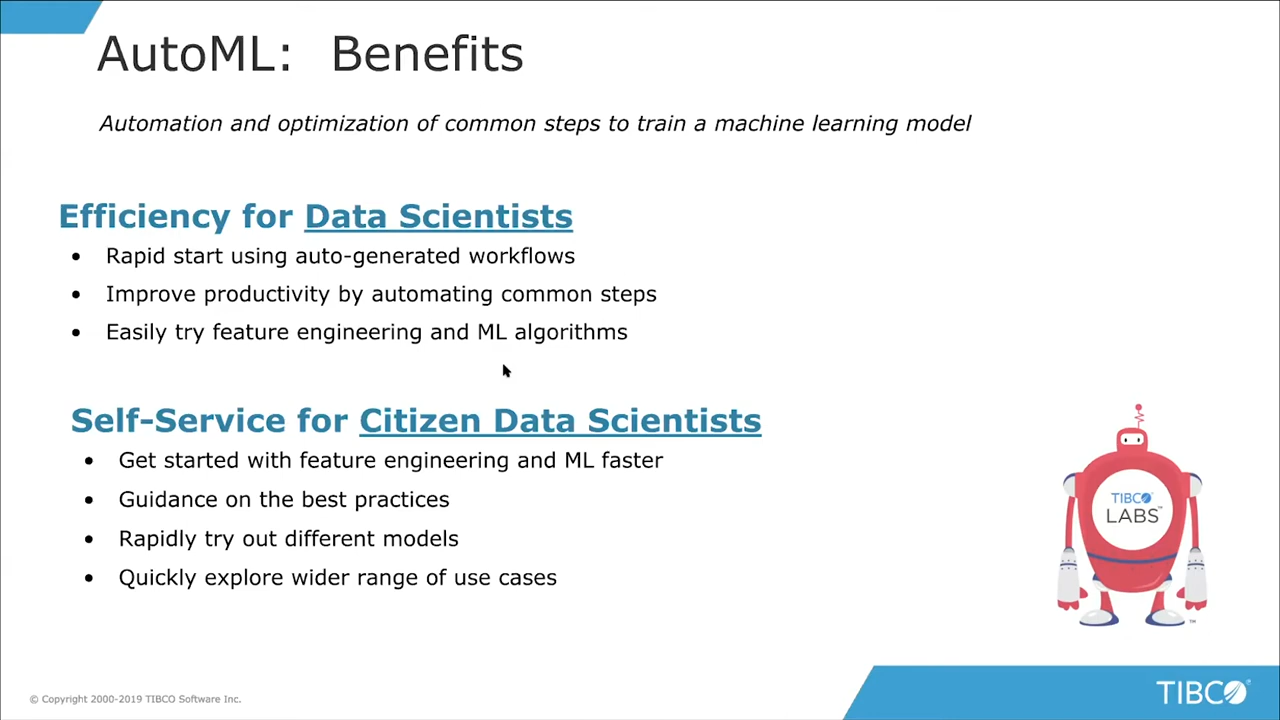 AutoML: Benefits
Automation and optimization of common steps to train a machine learning model
Efficiency for Data Scientists
• Rapid start using auto-generated workflows
• Improve productivity by automating common steps
• Easily try feature engineering and ML algorithms
Self-Service for Citizen Data Scientists
• Get started with feature engineering and ML faster
• Guidance on the best practices
• Rapidly try out different models
• Quickly explore wider range of use cases
TIBCO®
LABS™
™
© Copyright 2000-2019 TIBCO Software Inc.
TIBCO®